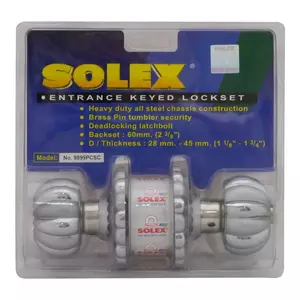 SOLEX
ENTRANCE KEYED LOCKSET
• Heavy duty all steel chassis construction
• Brass Pin tumbler security
• Deadlocking latchbolt
• Backset : 60mm. (2 3/8")
• D / Thickness : 28 mm. - 45 mm. (1 1/8" - 1 3/4")
Model: No. 9899PCSC
SOLEX